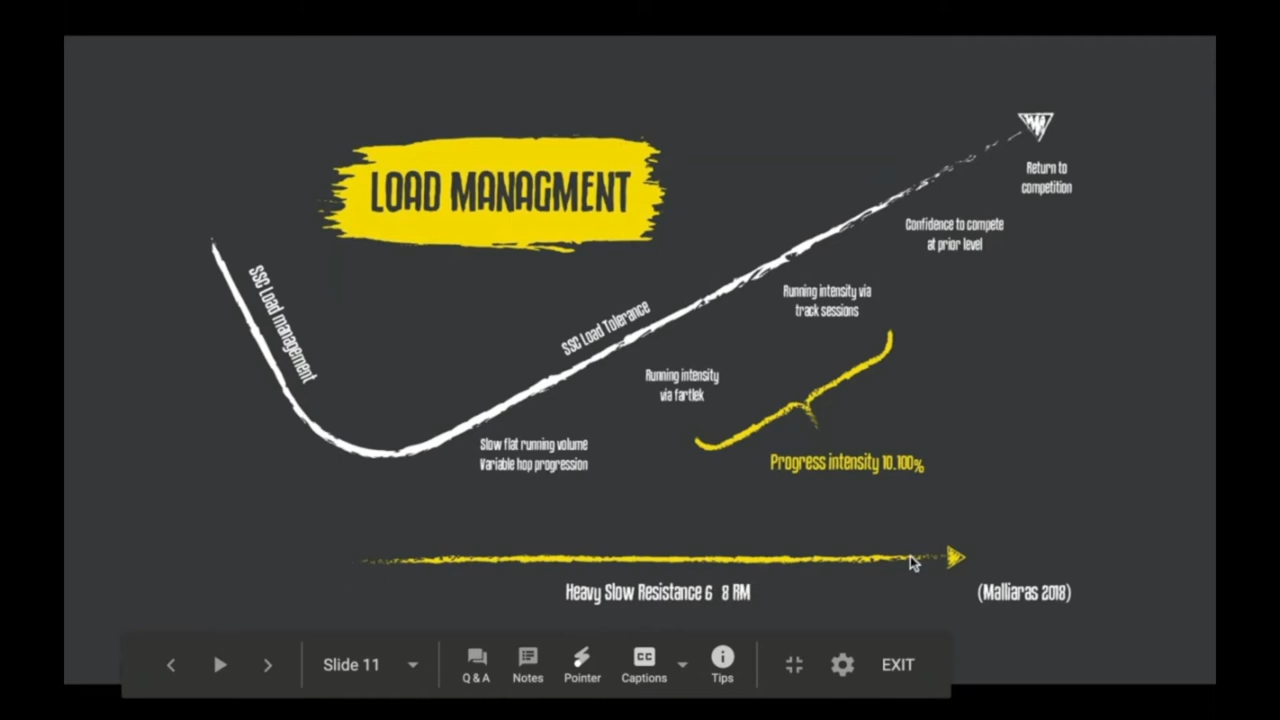 LOAD MANAGMENT
SSC Load management
SSC Load Tolerance
Return to
competition
Confidence to compete
at prior level
Running intensity via
track sessions
Running intensity
via fartlek
Slow flat running volume
Variable hop progression
Progress intensity 10.100%
Heavy Slow Resistance 6 8 RM
(Malliaras 2018)
Slide 11
Q & A
Notes
Pointer
CC
Captions
Tips
EXIT